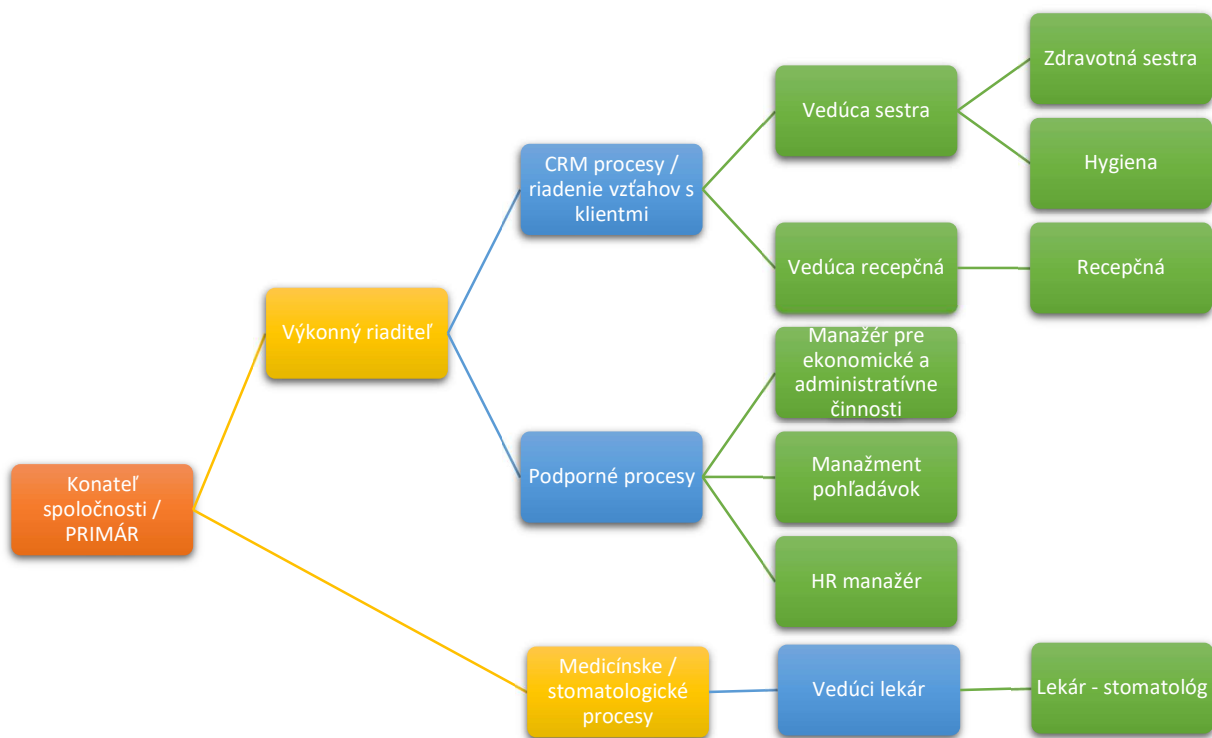 Zdravotná sestra
Vedúca sestra
CRM procesy /
riadenie vzťahov s
klientmi
Hygiena
Vedúca recepčná
Recepčná
Výkonný riaditeľ
Manažér pre
ekonomické a
administratívne
činnosti
Podporné procesy
Manažment
pohľadávok
Konateľ
spoločnosti /
PRIMÁR
HR manažér
Medicínske /
stomatologické
procesy
Vedúci lekár
Lekár - stomatológ